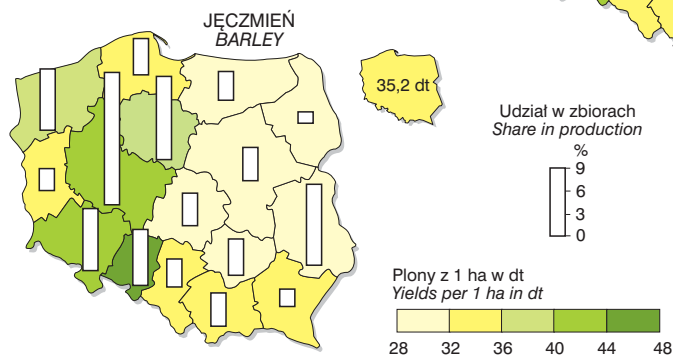 JĘCZMIEŃ
BARLEY
35,2 dt
Udział w zbiorach
Share in production
%
9
6
3
0
Plony z 1 ha w dt
Yields per 1 ha in dt
28 32 36 40 44 48